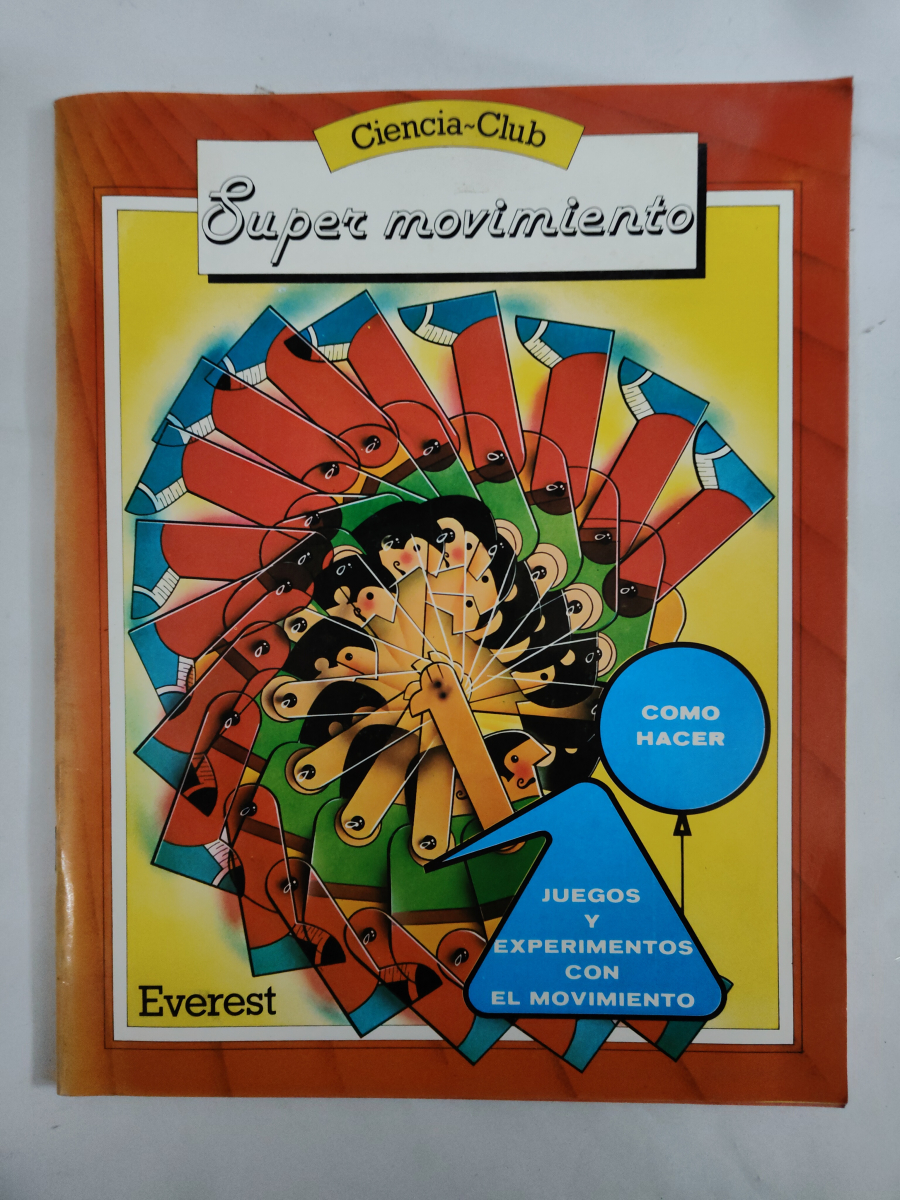 Ciencia~Club
Super movimiento
COMO
HACER
JUEGOS
Y
EXPERIMENTOS
CON
EL MOVIMIENTO
Everest